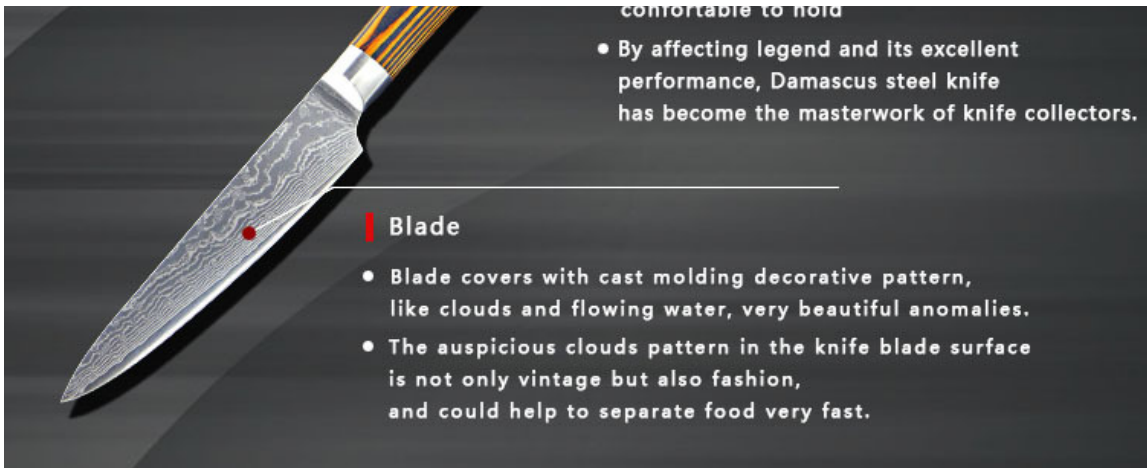 confortable to hold
• By affecting legend and its excellent
performance, Damascus steel knife
has become the masterwork of knife collectors.
Blade
• Blade covers with cast molding decorative pattern,
like clouds and flowing water, very beautiful anomalies.
• The auspicious clouds pattern in the knife blade surface
is not only vintage but also fashion,
and could help to separate food very fast.